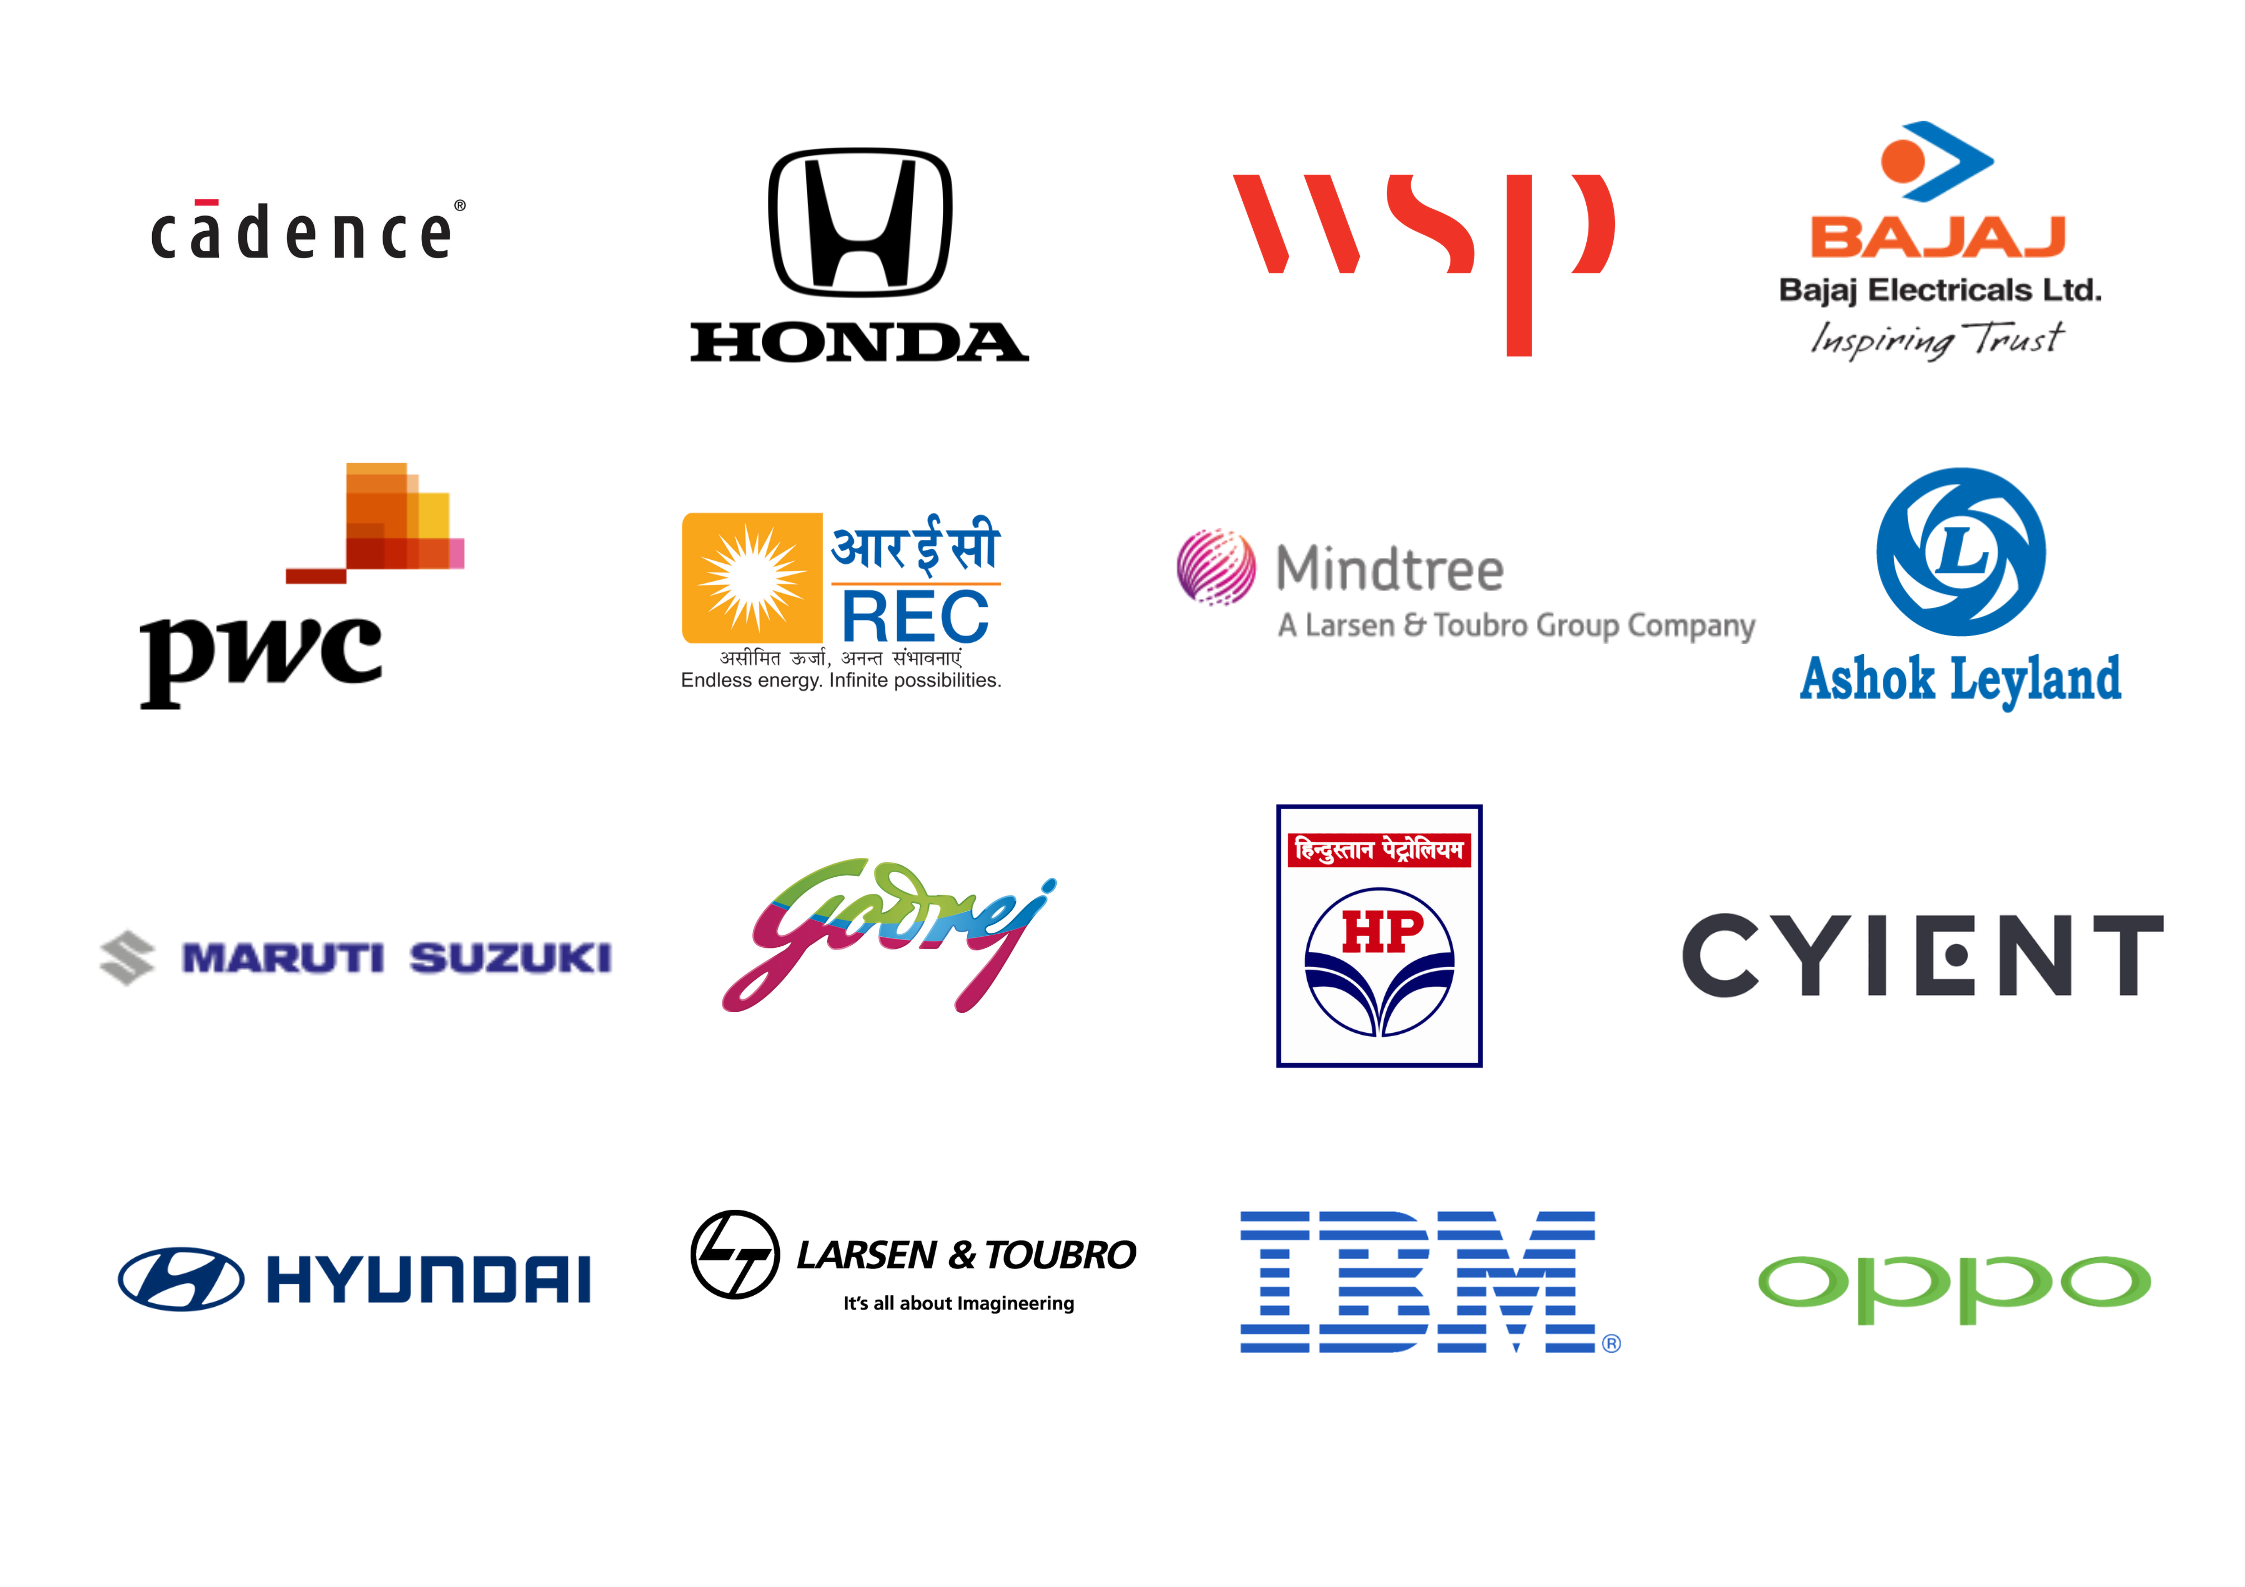 cādence®
HONDA
wsp
BAJAJ
Bajaj Electricals Ltd.
Inspiring Trust
pwc
आर ई सी
REC
असीमित ऊर्जा, अनन्त संभावनाएं
Endless energy. Infinite possibilities.
Mindtree
A Larsen & Toubro Group Company
L
Ashok Leyland
MARUTI SUZUKI
Godrej
हिन्दुस्तान पेट्रोलियम
HP
CYIENT
HYUNDAI
LT
LARSEN & TOUBRO
It's all about Imagineering
IBM®
oppo